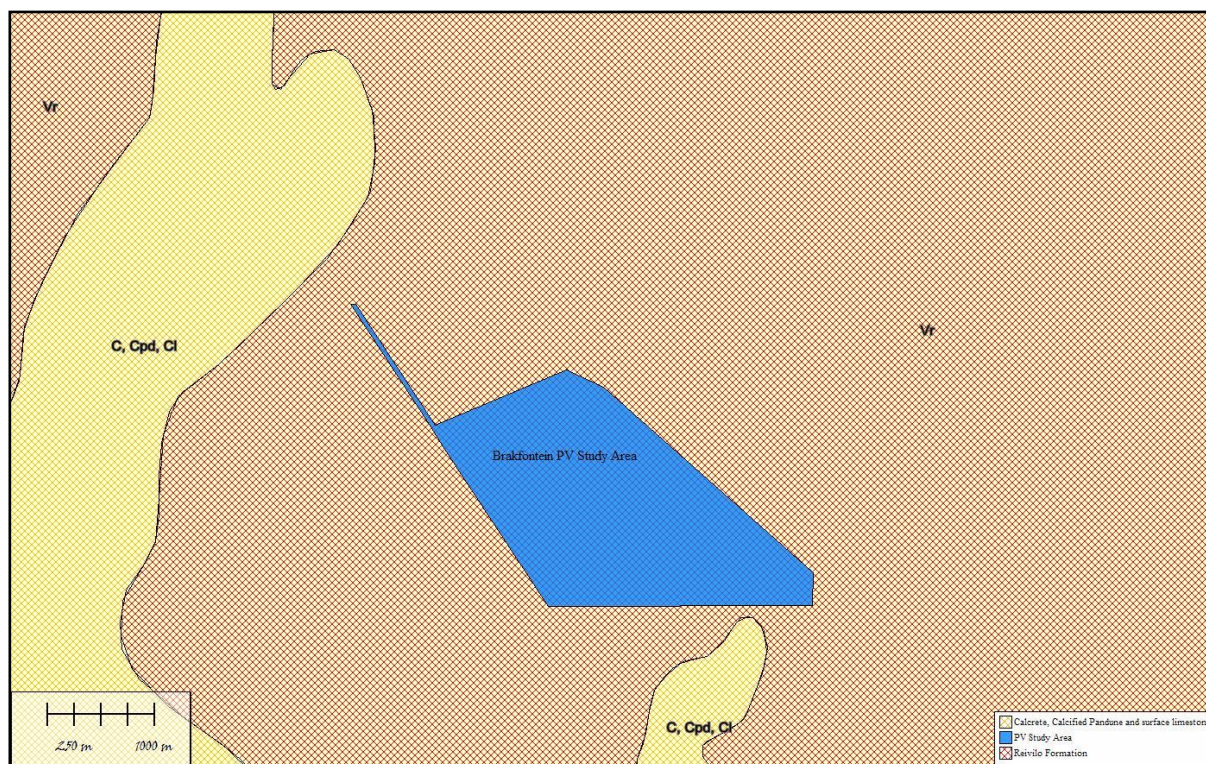 Vr
Vr
C, Cpd, Cl
Brakfontein PV Study Area
C, Cpd, Cl
250 m 1000 m
Calcrete, Calcified Pandune and surface limeston
PV Study Area
Reivilo Formation